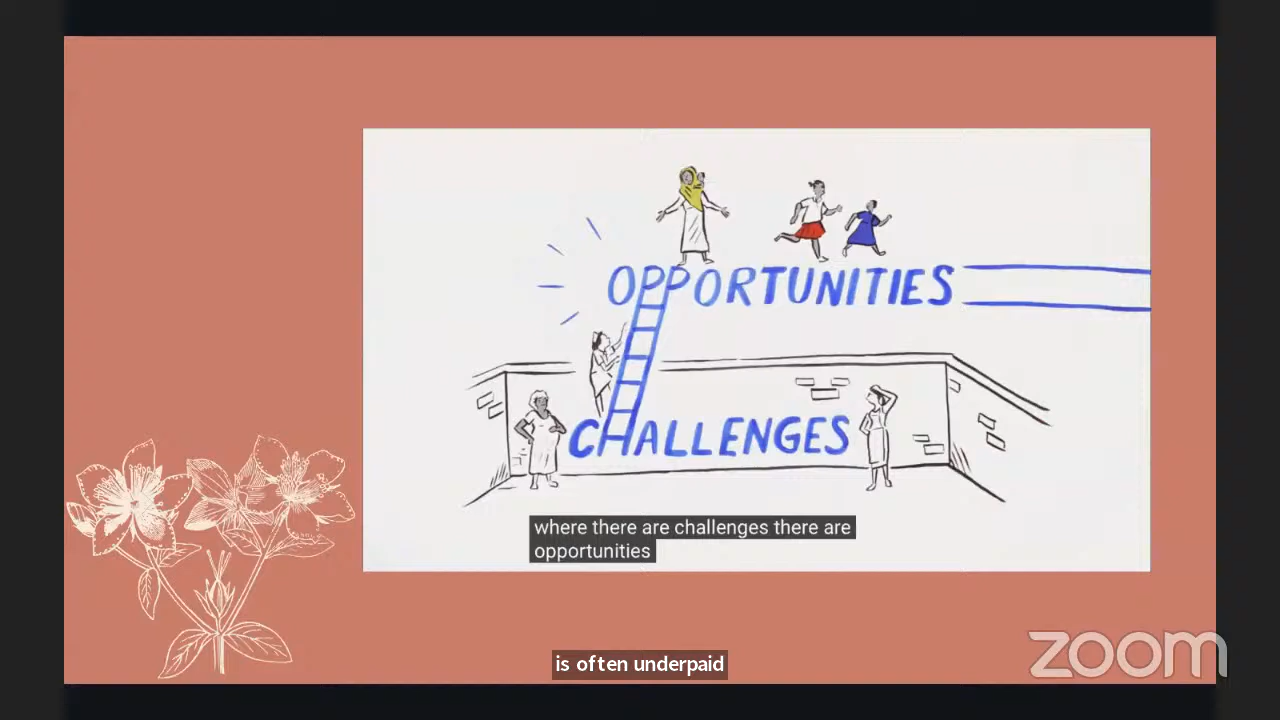 OPPORTUNITIES
CHALLENGES
where there are challenges there are
opportunities
is often underpaid
zoom